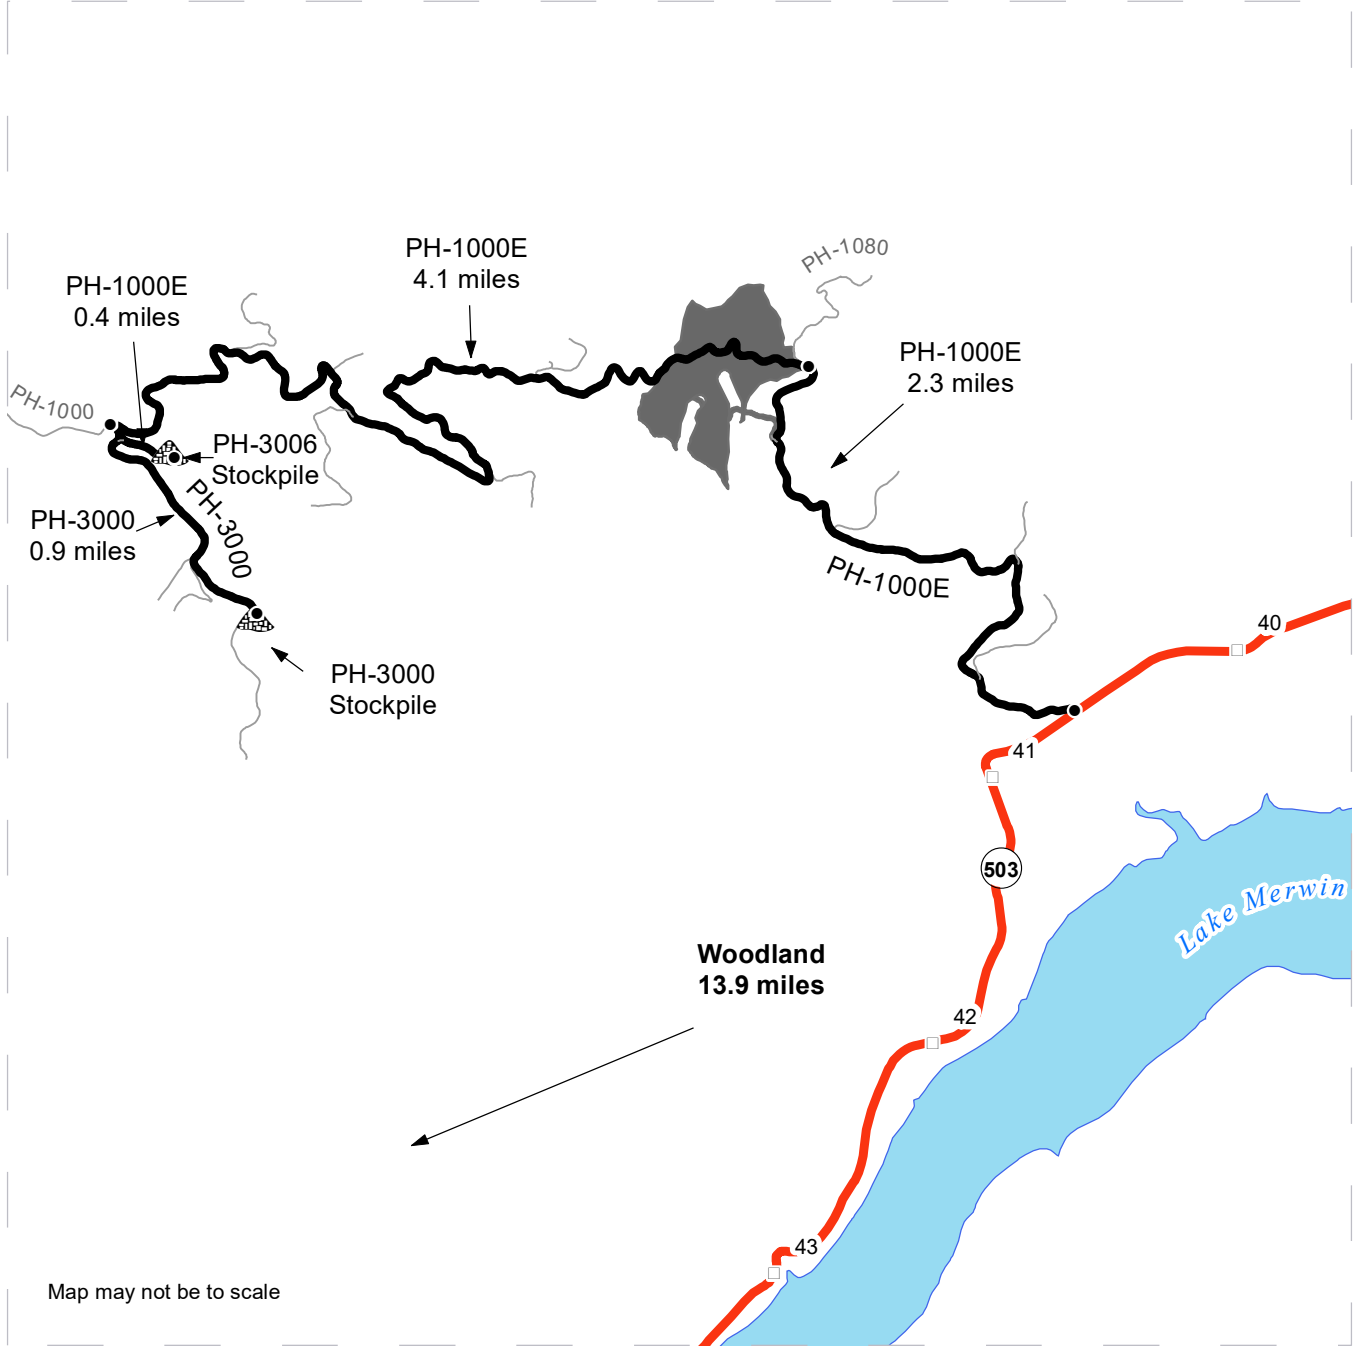 PH-1080
PH-1000E
4.1 miles
PH-1000E
0.4 miles
PH-1000E
2.3 miles
PH-1000
PH-3006
Stockpile
PH-3000
PH-3000
0.9 miles
PH-1000E
40
PH-3000
Stockpile
41
503
Lake Merwin
Woodland
13.9 miles
42
43
Map may not be to scale